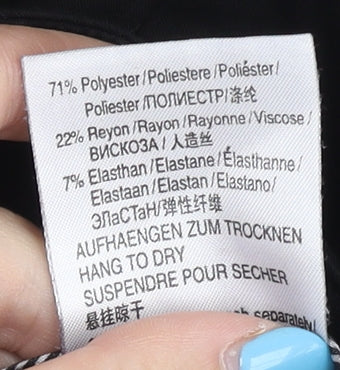 71% Polyester/Poliestere/Poliéster/
Poliester/ПОЛИЕСТР/涤纶
22% Reyon/Rayon/Rayonne/Viscose/
ВИСКОЗА/人造丝
7% Elasthan/Elastane/Élasthanne/
Elastaan/Elastan/Elastano/
ЭЛаСТаН/弹性纤维
AUFHAENGEN ZUM TROCKNEN
HANG TO DRY
SUSPENDRE POUR SECHER
悬挂晾干
separately/